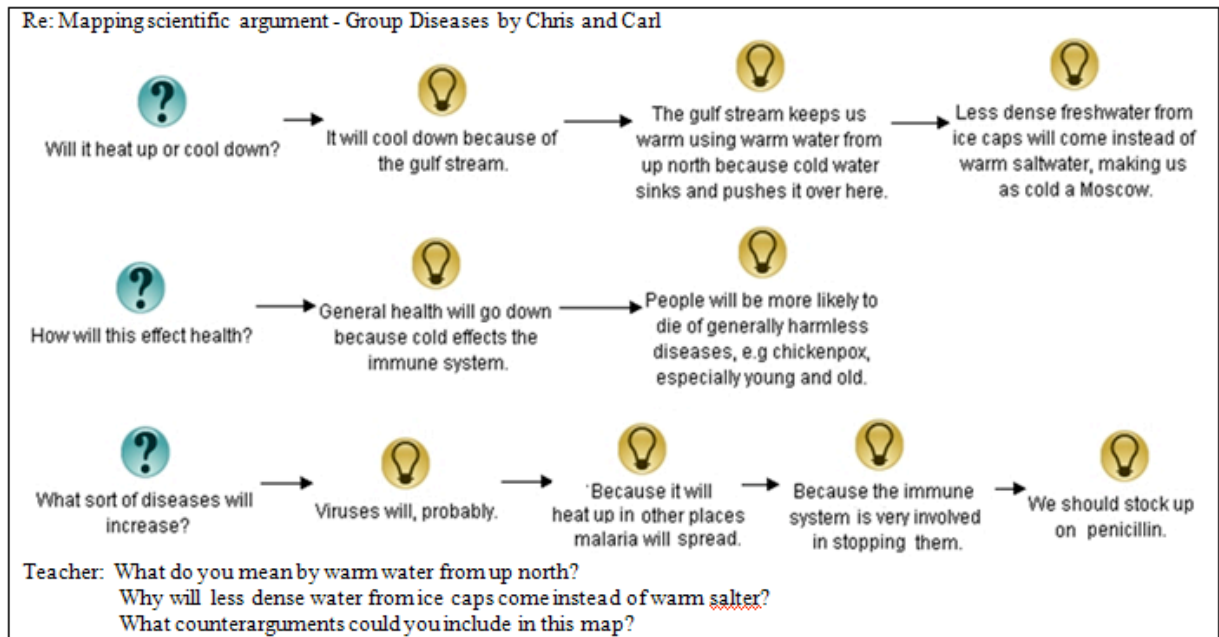 Re: Mapping scientific argument - Group Diseases by Chris and Carl
Will it heat up or cool down?
It will cool down because of
the gulf stream.
The gulf stream keeps us
warm using warm water from
up north because cold water
sinks and pushes it over here.
Less dense freshwater from
ice caps will come instead of
warm saltwater, making us
as cold a Moscow.
How will this effect health?
General health will go down
because cold effects the
immune system.
People will be more likely to
die of generally harmless
diseases, e.g chickenpox,
especially young and old.
What sort of diseases will
increase?
Viruses will, probably.
'Because it will
heat up in other places
malaria will spread.
Because the immune
system is very involved
in stopping them.
We should stock up
on penicillin.
Teacher: What do you mean by warm water from up north?
Why will less dense water from ice caps come instead of warm salter?
What counterarguments could you include in this map?